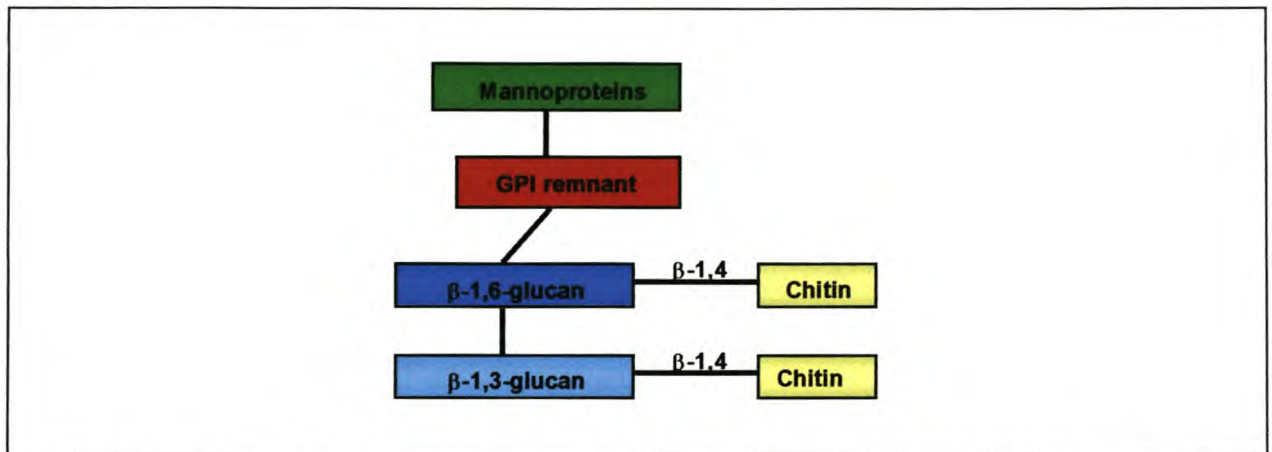 Mannoproteins
GPI remnant
β-1,6-glucan β-1,4 Chitin
β-1,3-glucan β-1,4 Chitin